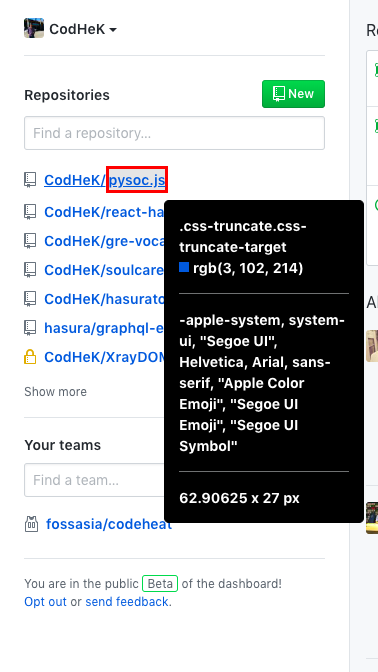 CodHeK
Repositories
New
Find a repository...
CodHeK/pysoc.js
CodHeK/react-ha
CodHeK/gre-voca
CodHeK/soulcare
CodHeK/hasurato
hasura/graphql-e
CodHeK/XrayDOM
Show more
Your teams
Find a team...
fossasia/codeheat
You are in the public Beta of the dashboard!
Opt out or send feedback.
.css-truncate.css-
truncate-target
rgb(3, 102, 214)
-apple-system, system-
ui, "Segoe UI",
Helvetica, Arial, sans-
serif, "Apple Color
Emoji", "Segoe UI
Emoji", "Segoe UI
Symbol"
62.90625 x 27 px